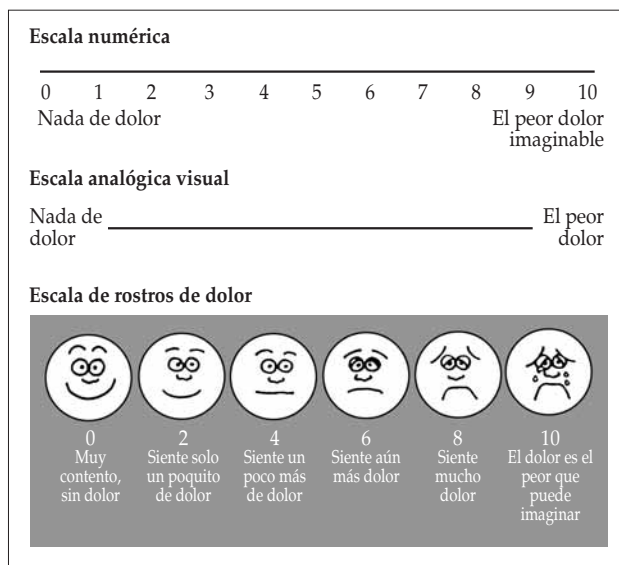 Escala numérica
0 1 2 3 4 5 6 7 8 9 10
Nada de dolor
El peor dolor
imaginable
Escala analógica visual
Nada de
dolor
El peor
dolor
Escala de rostros de dolor
0
Muy
contento,
sin dolor
2
Siente solo
un poquito
de dolor
4
Siente un
poco más
de dolor
6
Siente aún
más dolor
8
Siente
mucho
dolor
10
El dolor es el
peor que
puede
imaginar